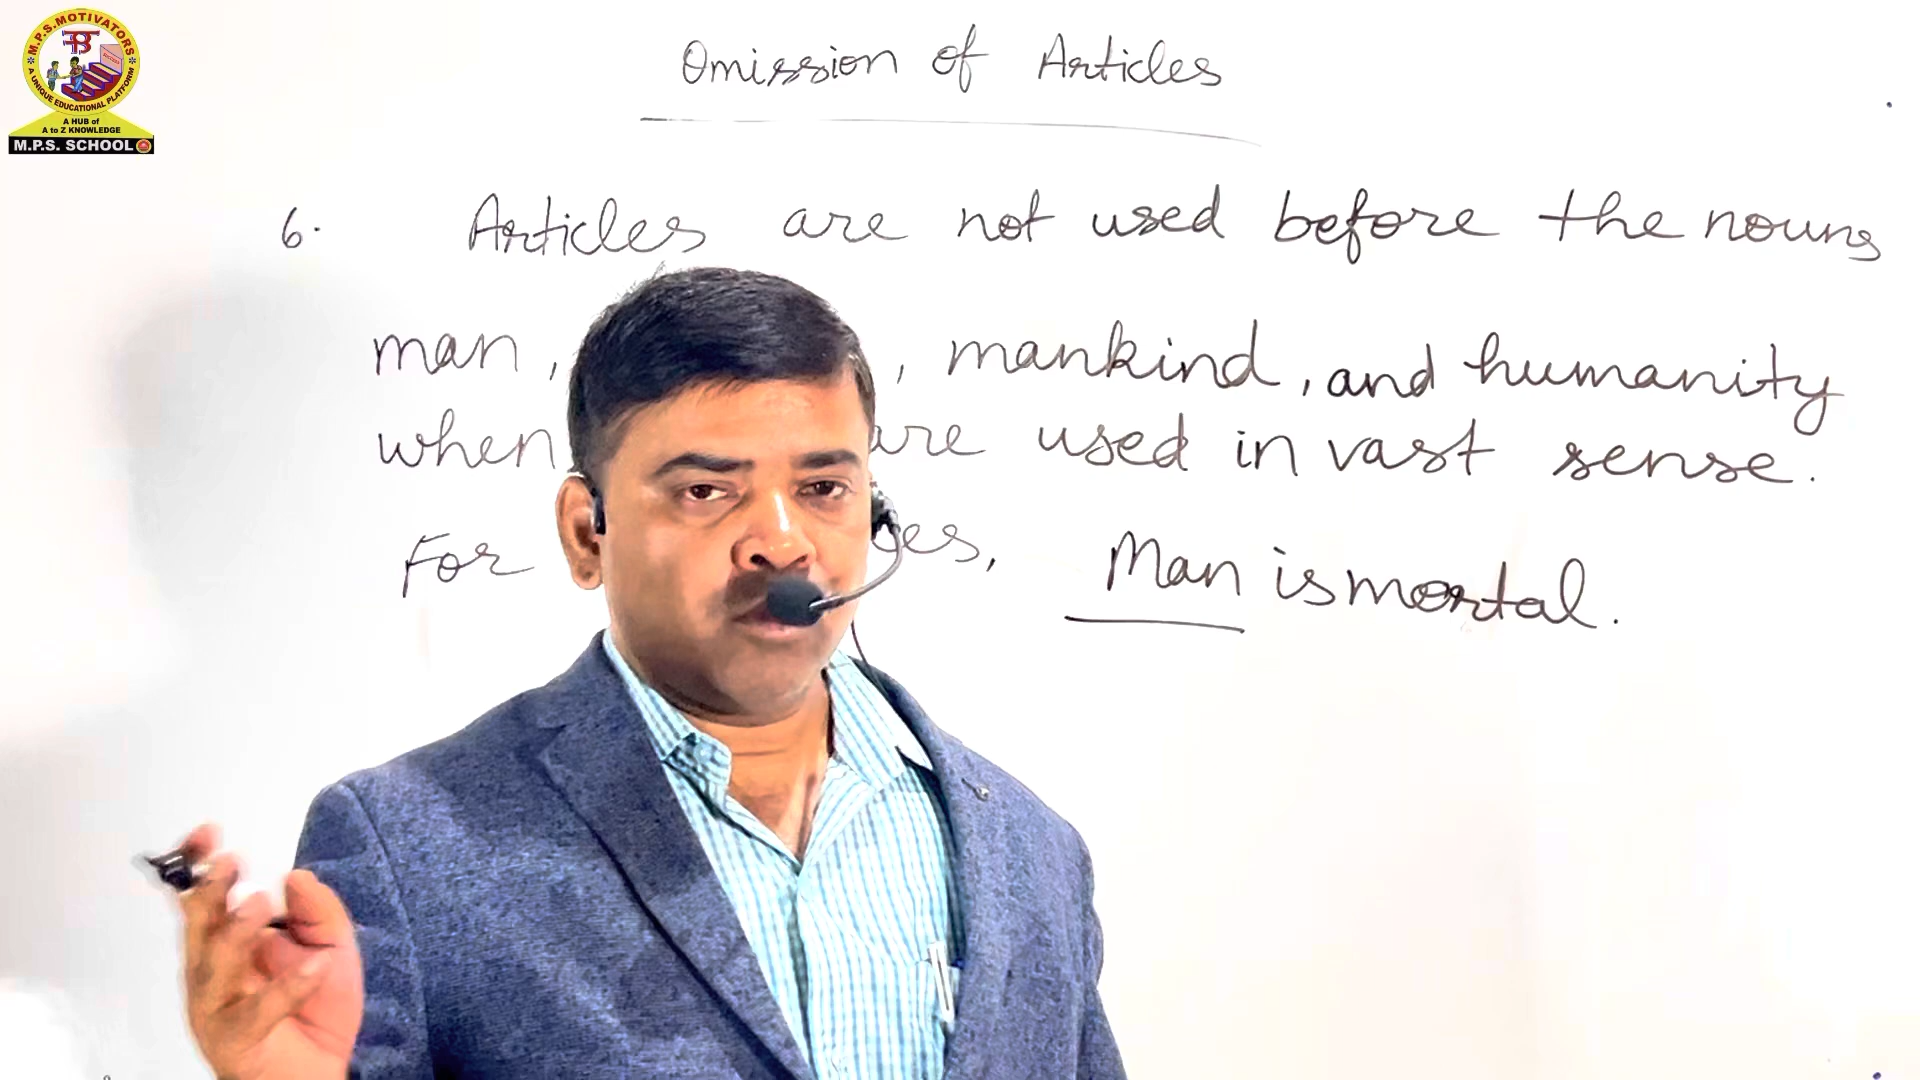 M.P.S. MOTIVATORS
A UNIQUE EDUCATIONAL PLATFORM
A HUB of
A to Z KNOWLEDGE
M.P.S. SCHOOL
Omission of Articles
6. Articles are not used before the nouns
man, , mankind, and humanity
when are used in vast sense.
For Man is mortal.